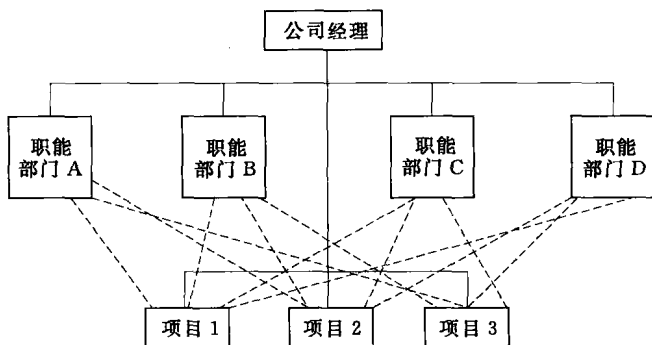 公司经理
职能
部门 A
职能
部门 B
职能
部门 C
职能
部门 D
项目 1
项目 2
项目 3